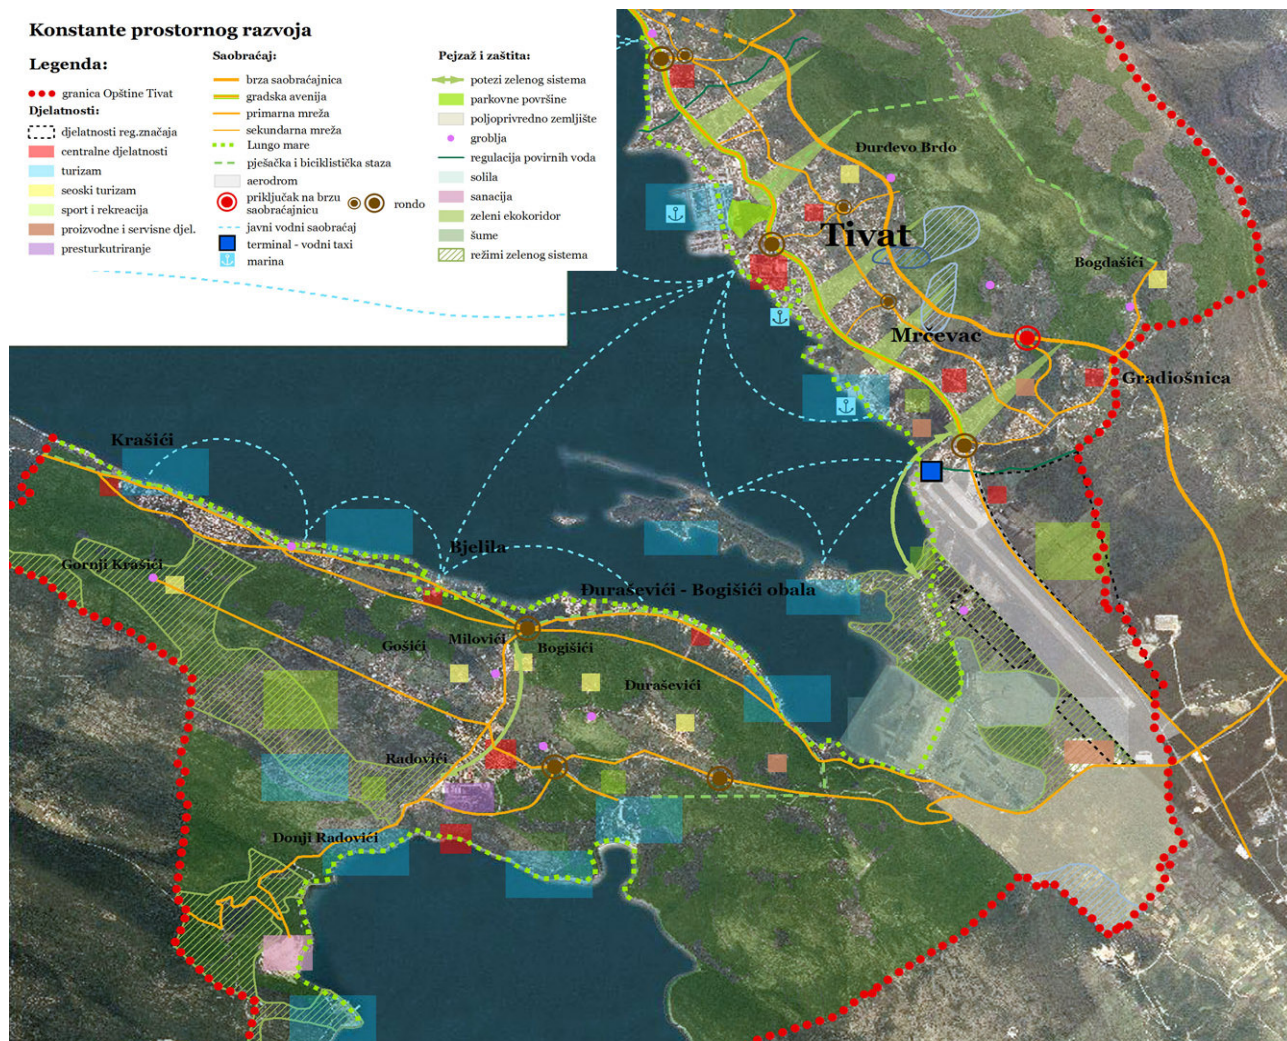 Konstante prostornog razvoja
Legenda:
granica Opštine Tivat
Djelatnosti:
djelatnosti reg.značaja
centralne djelatnosti
turizam
seoski turizam
sport i rekreacija
proizvodne i servisne djel.
presturkutriranje
Saobraćaj:
brza saobraćajnica
gradska avenija
primarna mreža
sekundarna mreža
Lungo mare
pješačka i biciklistička staza
aerodrom
priključak na brzu
saobraćajnicu
rondo
javni vodni saobraćaj
terminal - vodni taxi
marina
Pejzaž i zaštita:
potezi zelenog sistema
parkovne površine
poljoprivredno zemljište
groblja
regulacija povirnih voda
solila
sanacija
zeleni ekokoridor
šume
režimi zelenog sistema
Đurđevo Brdo
Tivat
Bogdašići
Mrčevac
Gradiošnica
Krašići
Bjelila
Gornji Krašići
Đuraševići - Bogišići obala
Gošići
Milovići
Bogišići
Đuraševići
Radovići
Donji Radovići